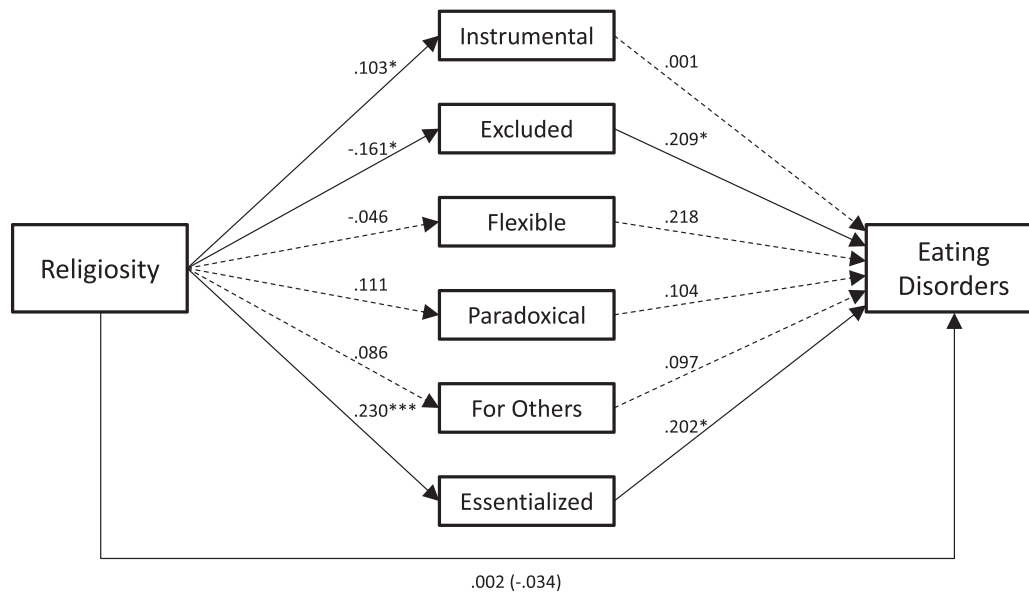 Instrumental
.103*
.001
Excluded
-.161*
.209*
Flexible
-.046
.218
Religiosity
Eating
Disorders
.111
.104
Paradoxical
.086
.097
For Others
.230***
.202*
Essentialized
.002 (-.034)